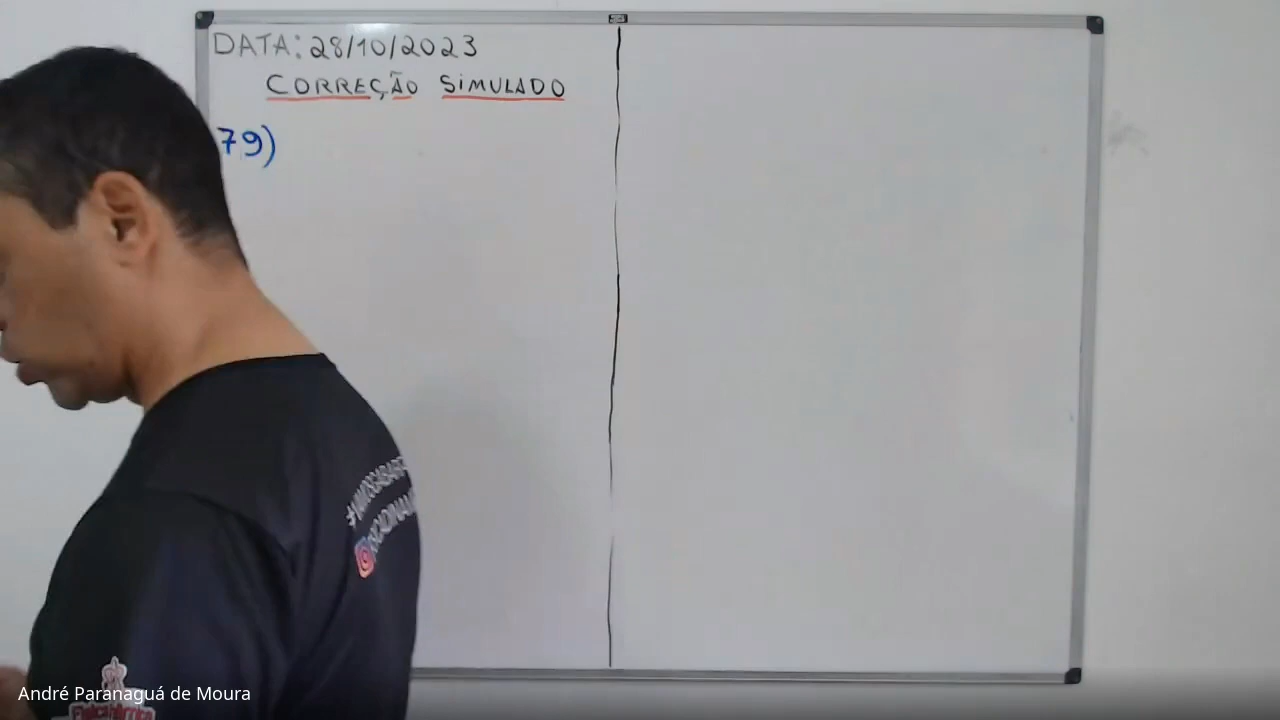 DATA: 28/10/2023
CORREÇÃO SIMULADO
79)
André Paranaguá de Moura